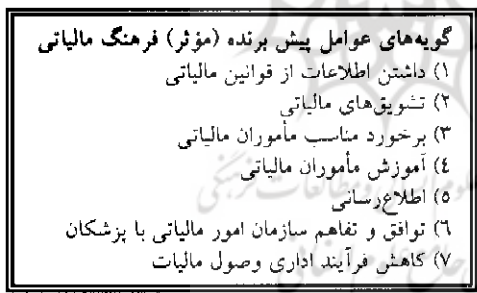 گویه‌های عوامل پیش برنده (مؤثر) فرهنگ مالیاتی
۱) داشتن اطلاعات از قوانین مالیاتی
۲) تشویق‌های مالیاتی
۳) برخورد مناسب مأموران مالیاتی
٤) آموزش مأموران مالیاتی
٥) اطلاع‌رسانی
٦) توافق و تفاهم سازمان امور مالیاتی با پزشکان
۷) کاهش فرآیند اداری وصول مالیات